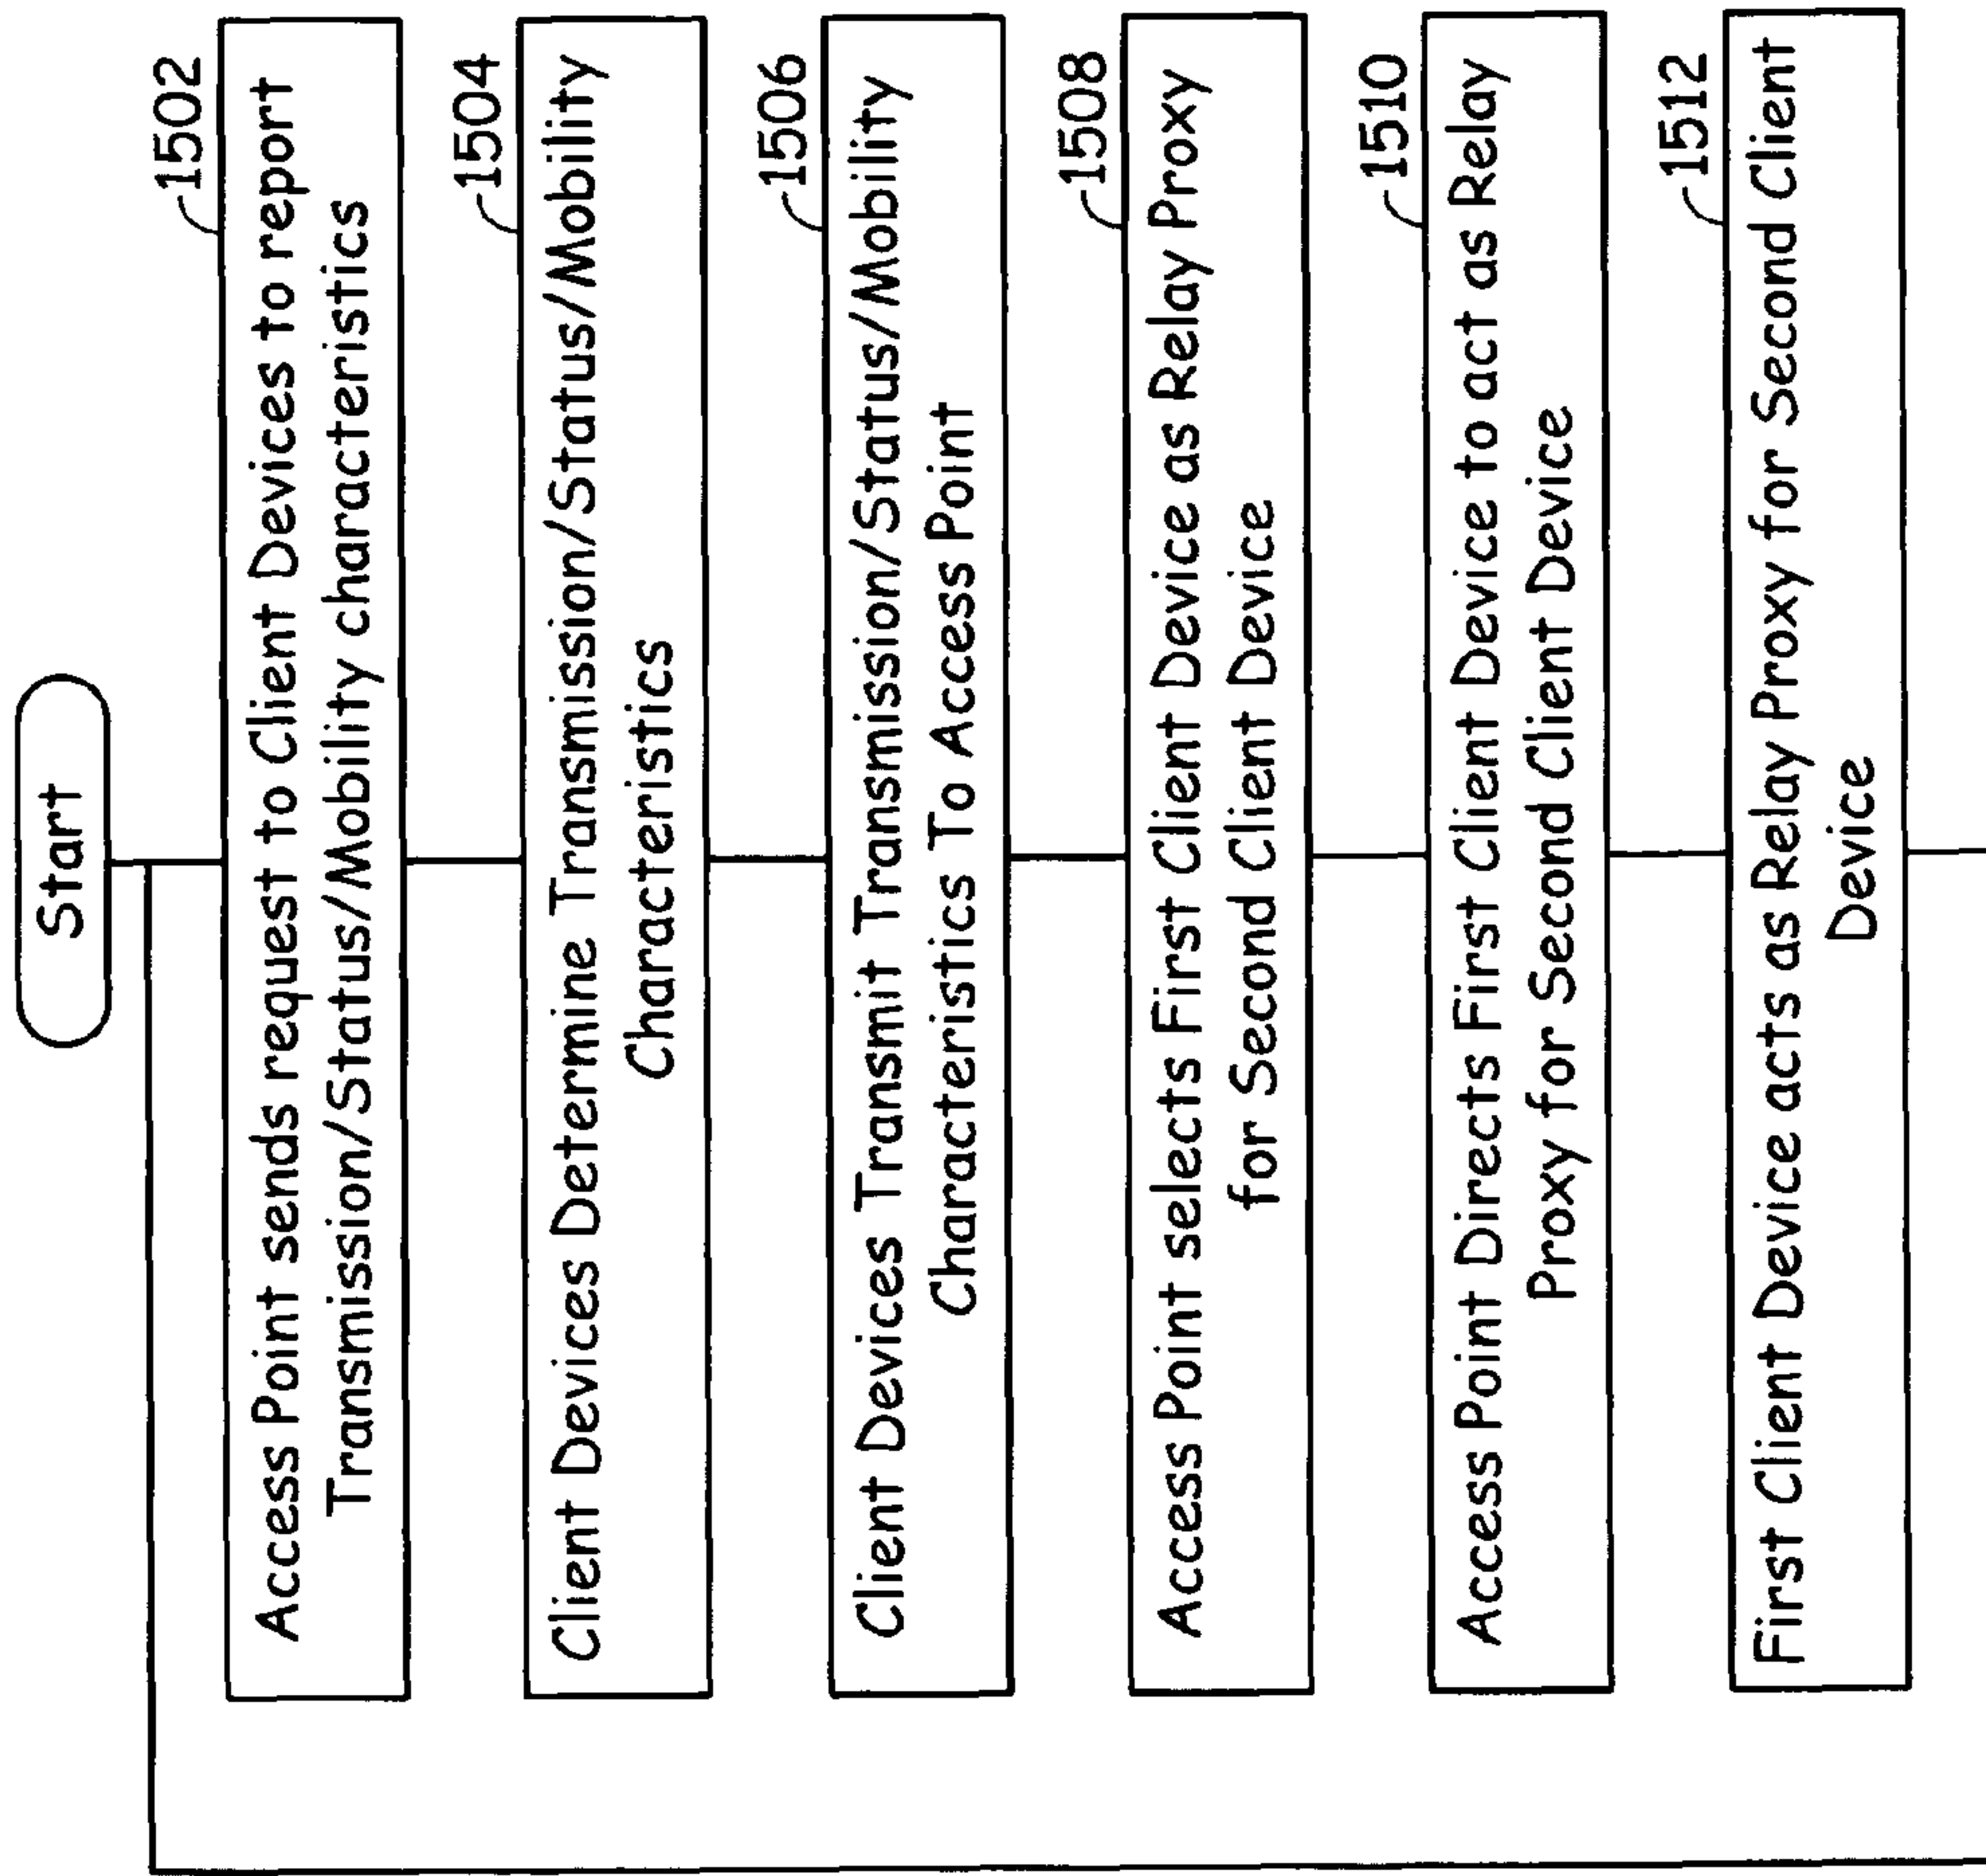 Start
1502
Access Point sends request to Client Devices to report
Transmission/Status/Mobility characteristics
1504
Client Devices Determine Transmission/Status/Mobility
Characteristics
1506
Client Devices Transmit Transmission/Status/Mobility
Characteristics To Access Point
1508
Access Point selects First Client Device as Relay Proxy
for Second Client Device
1510
Access Point Directs First Client Device to act as Relay
Proxy for Second Client Device
1512
First Client Device acts as Relay Proxy for Second Client
Device